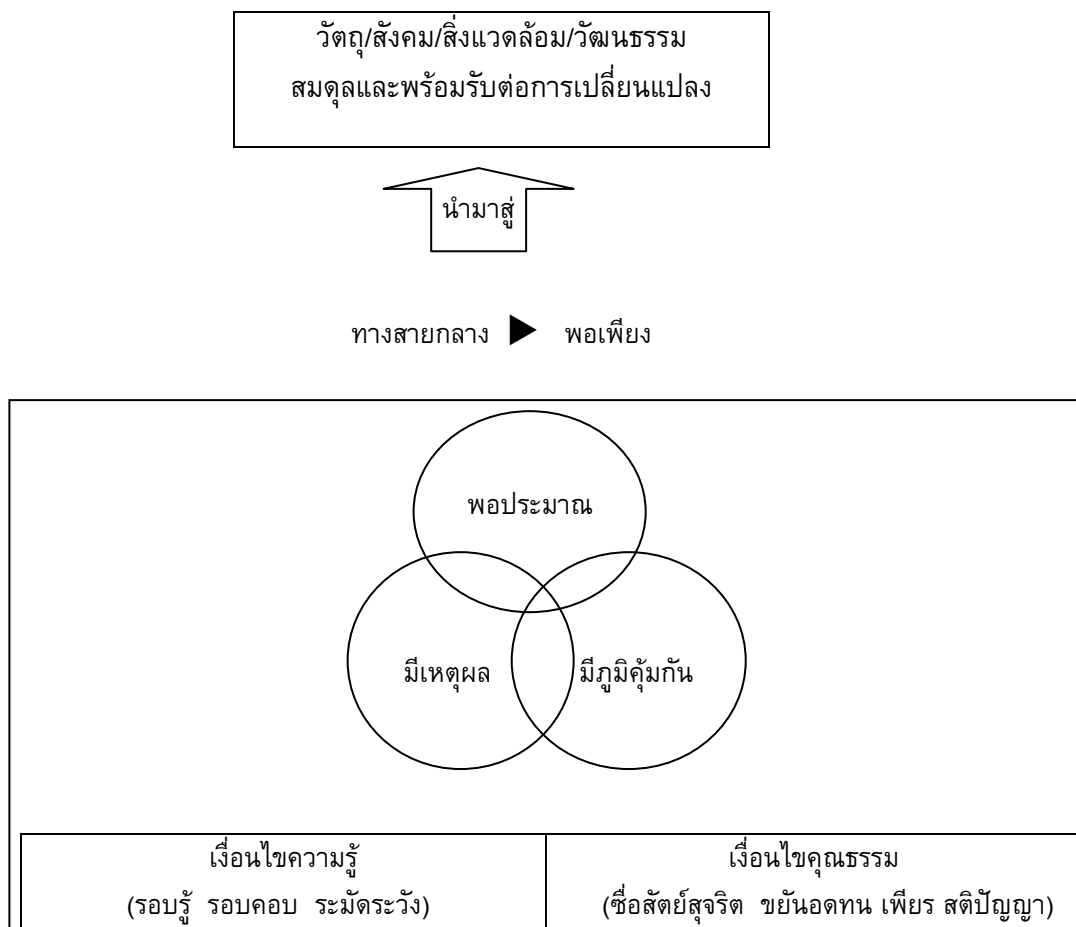 วัตถุ/สังคม/สิ่งแวดล้อม/วัฒนธรรม
สมดุลและพร้อมรับต่อการเปลี่ยนแปลง
นำมาสู่
ทางสายกลาง ▶ พอเพียง
พอประมาณ
มีเหตุผล มีภูมิคุ้มกัน
เงื่อนไขความรู้
(รอบรู้ รอบคอบ ระมัดระวัง)
เงื่อนไขคุณธรรม
(ซื่อสัตย์สุจริต ขยันอดทน เพียร สติปัญญา)